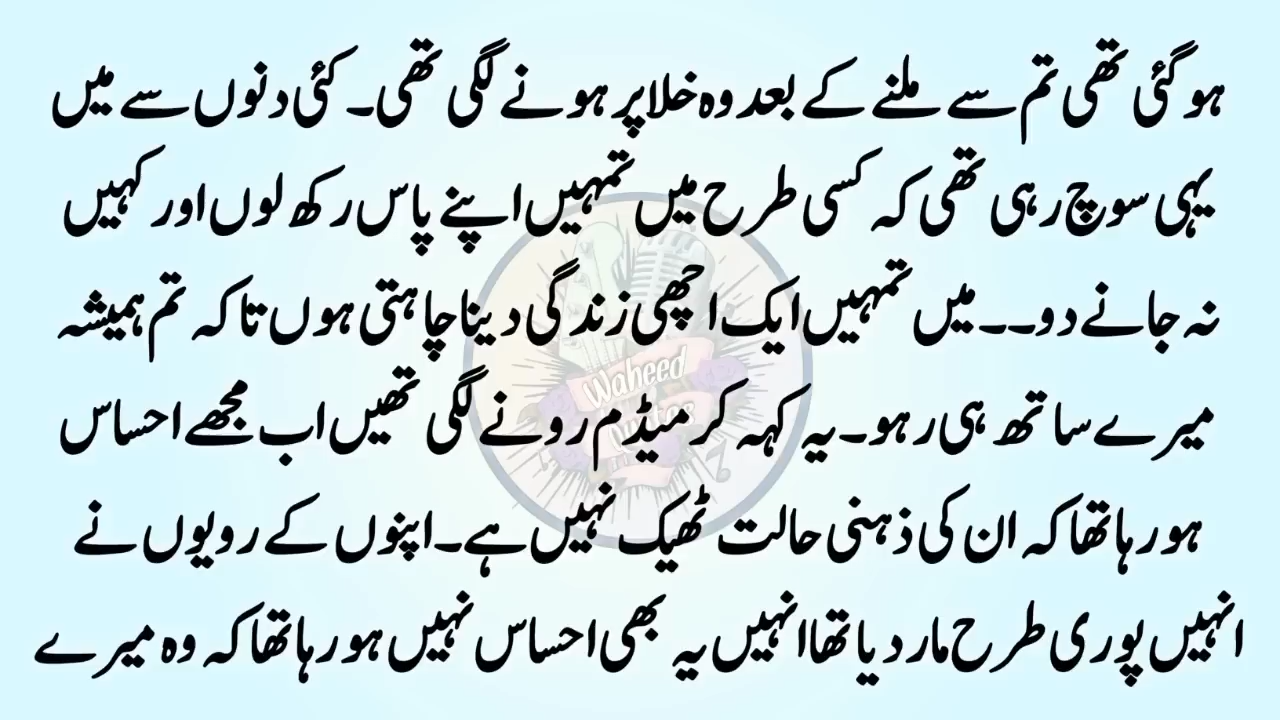 ہو گئی تھی تم سے ملنے کے بعد وہ خلا پر ہونے لگی تھی۔ کئی دنوں سے میں
یہی سوچ رہی تھی کہ کسی طرح میں تمہیں اپنے پاس رکھ لوں اور کہیں
نہ جانے دو۔۔ میں تمہیں ایک اچھی زندگی دینا چاہتی ہوں تاکہ تم ہمیشہ
میرے ساتھ ہی رہو۔ یہ کہہ کر میڈم رونے لگی تھیں اب مجھے احساس
ہو رہا تھا کہ ان کی ذہنی حالت ٹھیک نہیں ہے۔ اپنوں کے رویوں نے
انہیں پوری طرح مار دیا تھا انہیں یہ بھی احساس نہیں ہو رہا تھا کہ وہ میرے
Waheed